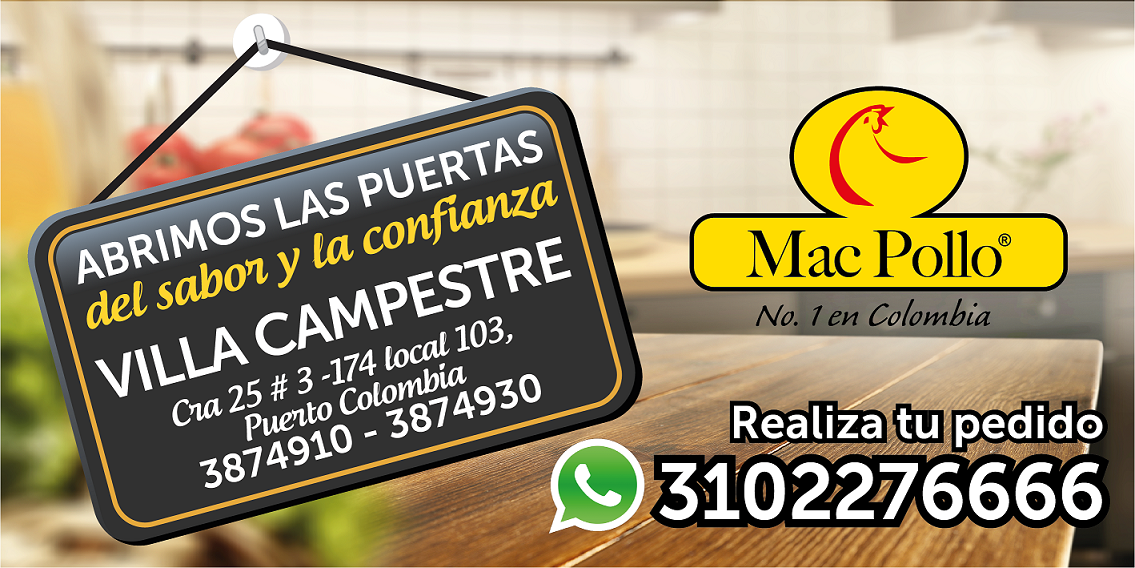 ABRIMOS LAS PUERTAS
del sabor y la confianza
VILLA CAMPESTRE
Cra 25 # 3 -174 local 103,
Puerto Colombia
3874910 - 3874930
Mac Pollo®
No. 1 en Colombia
Realiza tu pedido
3102276666